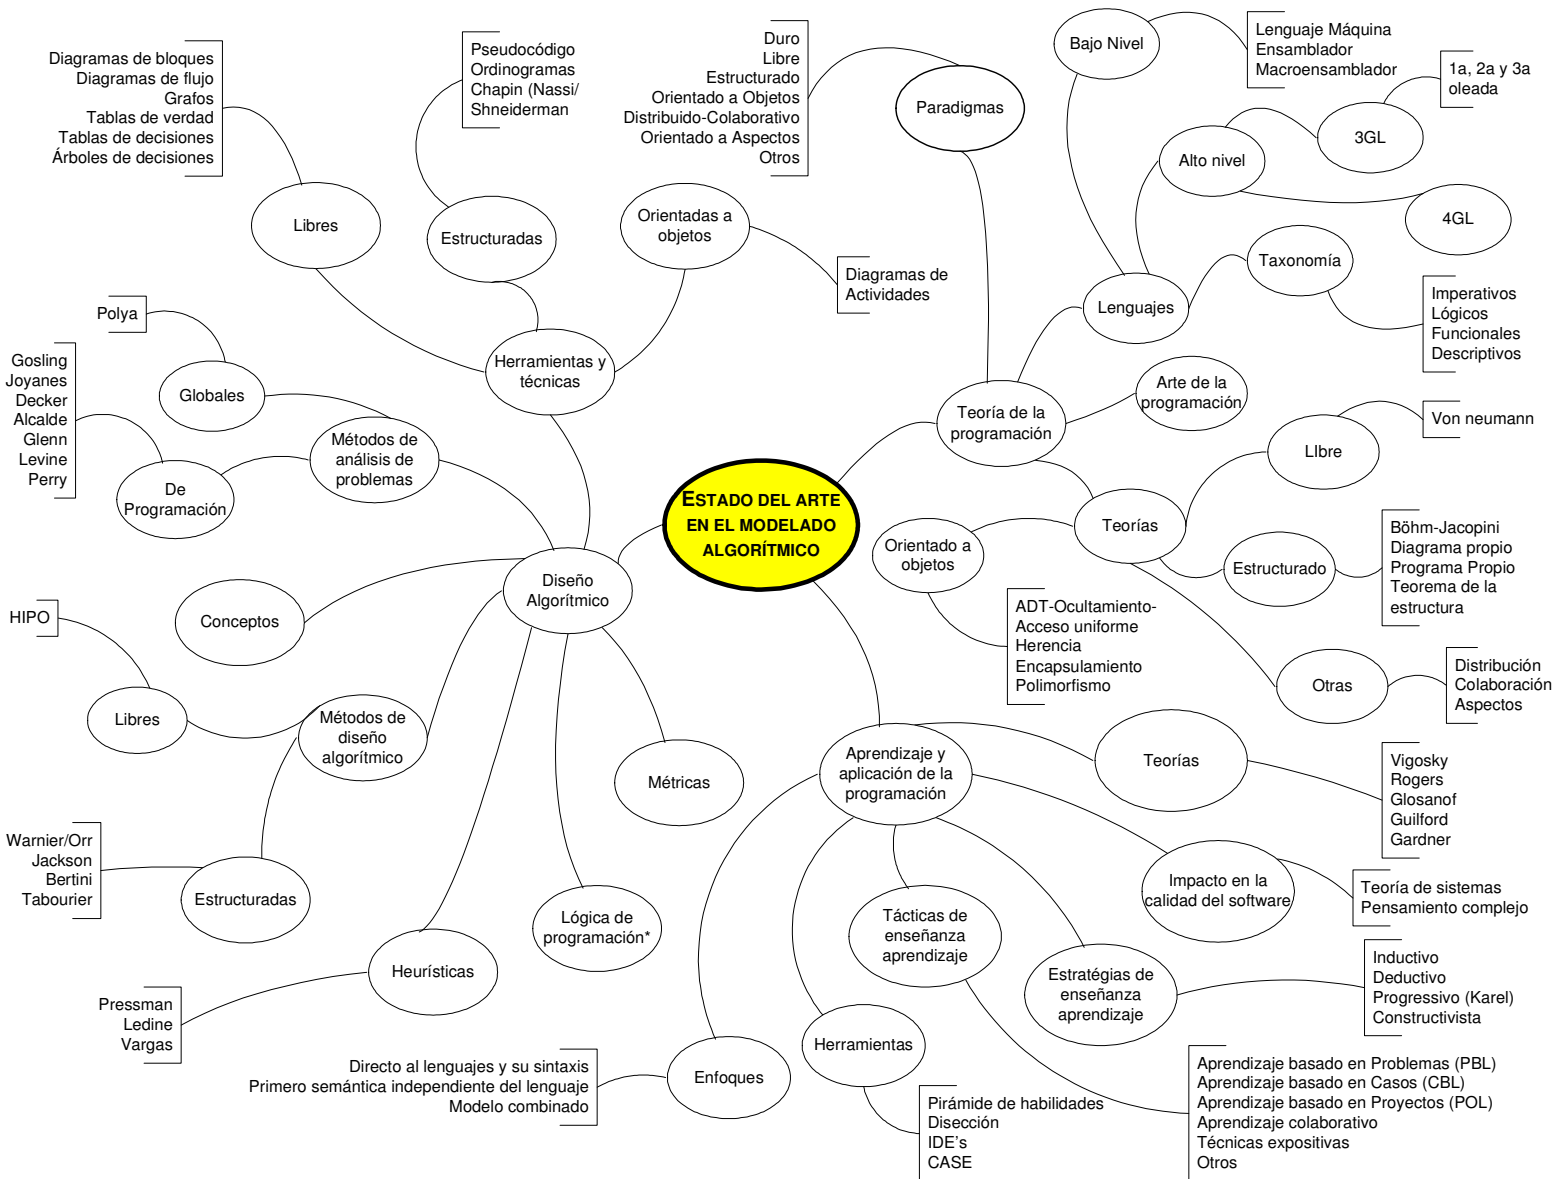 Diagramas de bloques
Diagramas de flujo
Grafos
Tablas de verdad
Tablas de decisiones
Árboles de decisiones
Libres
Pseudocódigo
Ordinogramas
Chapin (Nassi/
Shneiderman
Estructuradas
Orientadas a
objetos
Diagramas de
Actividades
Herramientas y
técnicas
Duro
Libre
Estructurado
Orientado a Objetos
Distribuido-Colaborativo
Orientado a Aspectos
Otros
Paradigmas
Bajo Nivel
Lenguaje Máquina
Ensamblador
Macroensamblador
1a, 2a y 3a
oleada
3GL
Alto nivel
4GL
Taxonomía
Imperativos
Lógicos
Funcionales
Descriptivos
Lenguajes
Arte de la
programación
Teoría de la
programación
LIbre
Von neumann
Teorías
Estructurado
Böhm-Jacopini
Diagrama propio
Programa Propio
Teorema de la
estructura
Orientado a
objetos
ADT-Ocultamiento-
Acceso uniforme
Herencia
Encapsulamiento
Polimorfismo
Otras
Distribución
Colaboración
Aspectos
Polya
Globales
Gosling
Joyanes
Decker
Alcalde
Glenn
Levine
Perry
De
Programación
Métodos de
análisis de
problemas
ESTADO DEL ARTE
EN EL MODELADO
ALGORÍTMICO
Diseño
Algorítmico
Conceptos
HIPO
Libres
Métodos de
diseño
algorítmico
Warnier/Orr
Jackson
Bertini
Tabourier
Estructuradas
Métricas
Lógica de
programación*
Heurísticas
Pressman
Ledine
Vargas
Aprendizaje y
aplicación de la
programación
Teorías
Vigosky
Rogers
Glosanof
Guilford
Gardner
Impacto en la
calidad del software
Teoría de sistemas
Pensamiento complejo
Tácticas de
enseñanza
aprendizaje
Estratégias de
enseñanza
aprendizaje
Inductivo
Deductivo
Progressivo (Karel)
Constructivista
Herramientas
Pirámide de habilidades
Disección
IDE's
CASE
Enfoques
Directo al lenguajes y su sintaxis
Primero semántica independiente del lenguaje
Modelo combinado
Aprendizaje basado en Problemas (PBL)
Aprendizaje basado en Casos (CBL)
Aprendizaje basado en Proyectos (POL)
Aprendizaje colaborativo
Técnicas expositivas
Otros